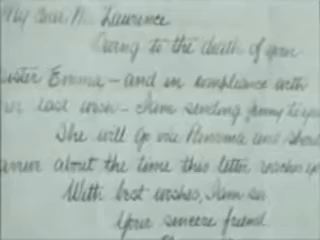 My Dear Mr. Lawrence
Owing to the death of your
sister Emma - and in compliance with
her last wish - I am sending Jenny to you
She will go via Panama and should
arrive about the time this letter reaches you
With best wishes, I am sir
Your sincere friend